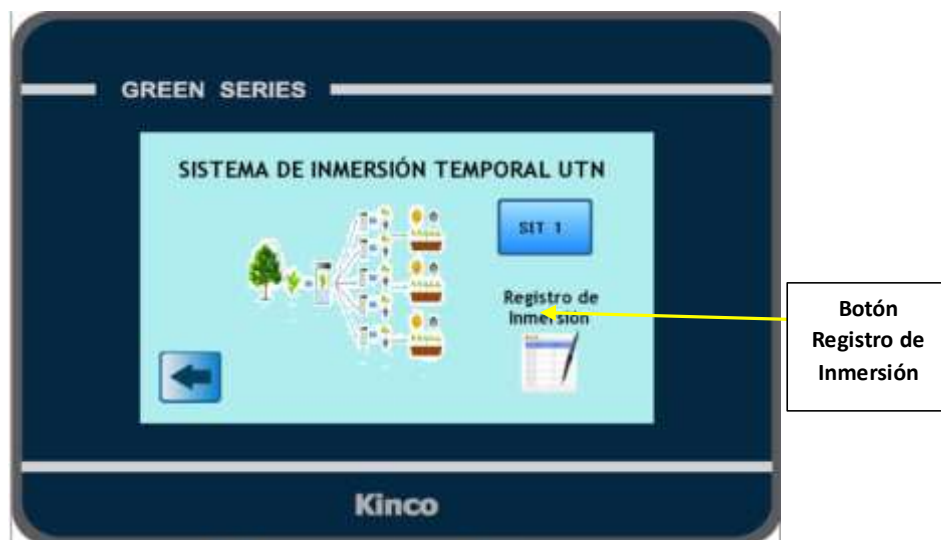 GREEN SERIES
SISTEMA DE INMERSIÓN TEMPORAL UTN
SIT 1
Registro de
Inmersión
Botón
Registro de
Inmersión
Kinco